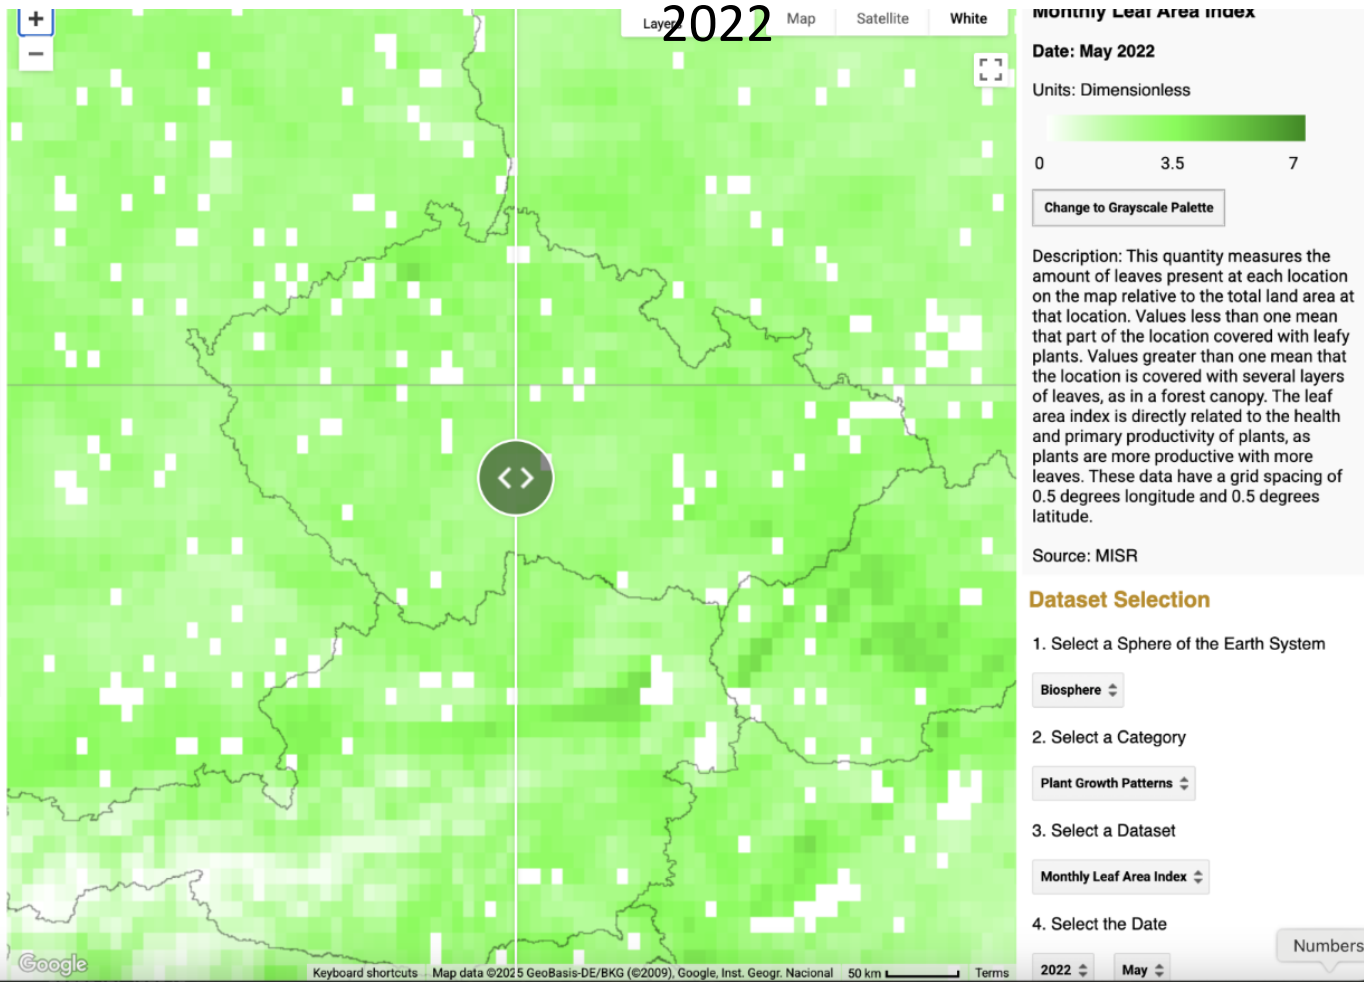 +
−
2022
Layers
Map
Satellite
White
Monthly Leaf Area Index
Date: May 2022
Units: Dimensionless
0 3.5 7
Change to Grayscale Palette
Description: This quantity measures the
amount of leaves present at each location
on the map relative to the total land area at
that location. Values less than one mean
that part of the location covered with leafy
plants. Values greater than one mean that
the location is covered with several layers
of leaves, as in a forest canopy. The leaf
area index is directly related to the health
and primary productivity of plants, as
plants are more productive with more
leaves. These data have a grid spacing of
0.5 degrees longitude and 0.5 degrees
latitude.
Source: MISR
Dataset Selection
1. Select a Sphere of the Earth System
Biosphere
2. Select a Category
Plant Growth Patterns
3. Select a Dataset
Monthly Leaf Area Index
4. Select the Date
2022 May
Numbers
Google
Keyboard shortcuts Map data ©2025 GeoBasis-DE/BKG (©2009), Google, Inst. Geogr. Nacional 50 km Terms